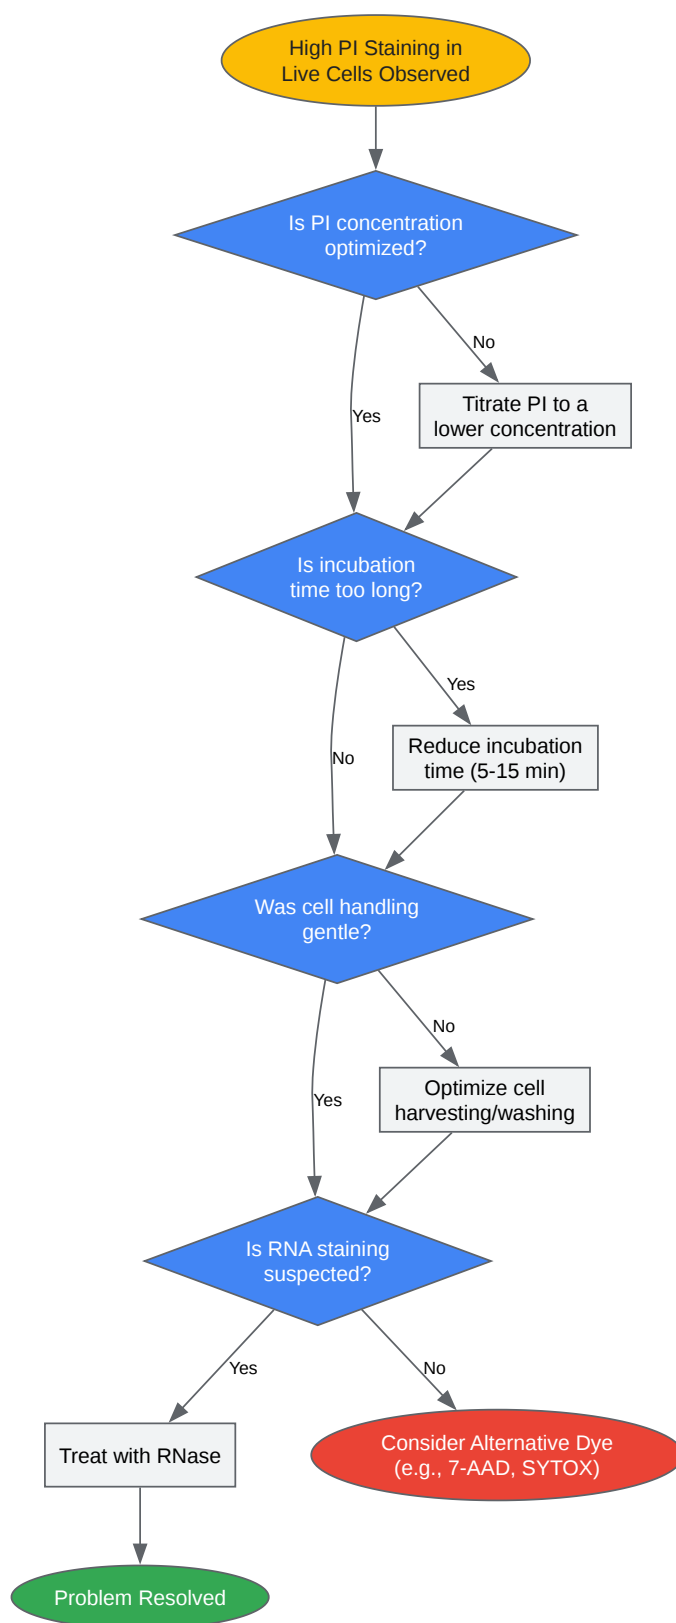 High PI Staining in
Live Cells Observed
Is PI concentration
optimized?
No
Yes
Titrate PI to a
lower concentration
Is incubation
time too long?
Yes
No
Reduce incubation
time (5-15 min)
Was cell handling
gentle?
No
Yes
Optimize cell
harvesting/washing
Is RNA staining
suspected?
Yes
No
Treat with RNase
Consider Alternative Dye
(e.g., 7-AAD, SYTOX)
Problem Resolved